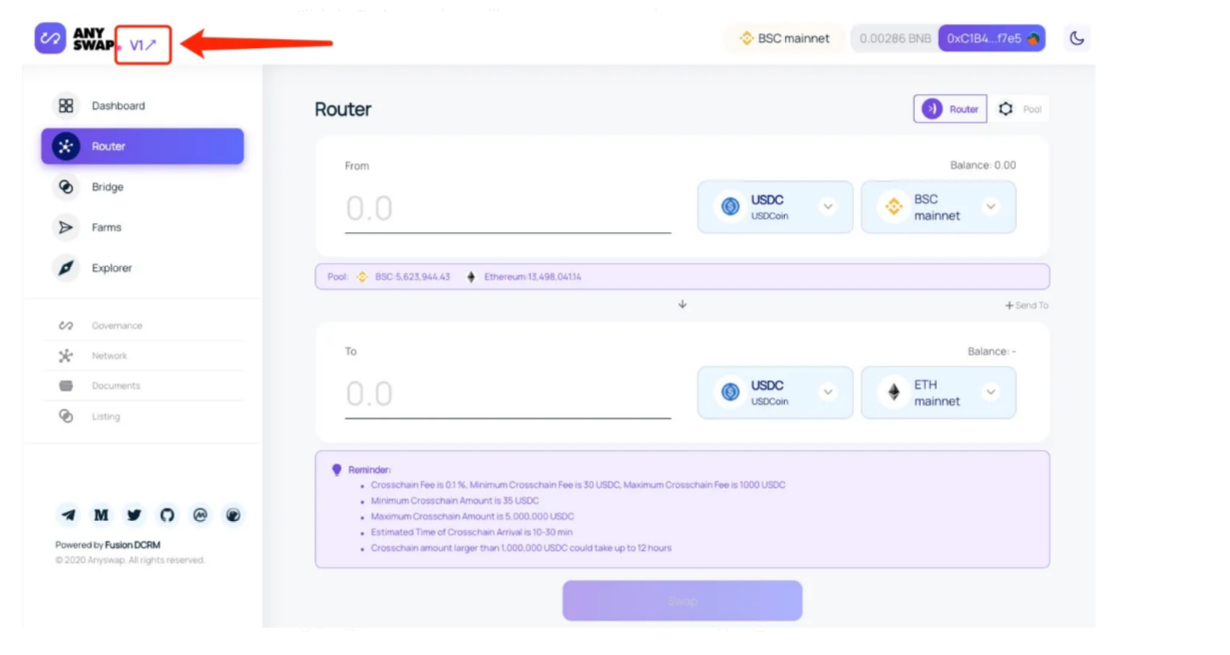 ANY
SWAP V1↗
BSC mainnet
0.00286 BNB
0xC1B4...f7e5
Dashboard
Router
Bridge
Farms
Explorer
Governance
Network
Documents
Listing
Powered by Fusion DCRM
© 2020 Anyswap. All rights reserved.
Router
Router
Pool
From
Balance: 0.00
0.0
USDC
USDCoin
BSC
mainnet
Pool: BSC:5,623,944.43 Ethereum:13,498,041.14
+ Send To
To
Balance: -
0.0
USDC
USDCoin
ETH
mainnet
Reminder:
• Crosschain Fee is 0.1 %, Minimum Crosschain Fee is 30 USDC, Maximum Crosschain Fee is 1000 USDC
• Minimum Crosschain Amount is 35 USDC
• Maximum Crosschain Amount is 5,000,000 USDC
• Estimated Time of Crosschain Arrival is 10-30 min
• Crosschain amount larger than 1,000,000 USDC could take up to 12 hours
Swap